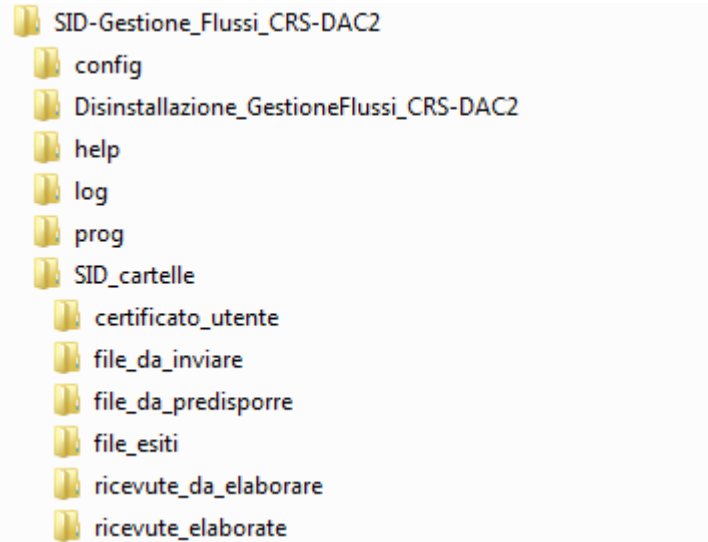 SID-Gestione_Flussi_CRS-DAC2
config
Disinstallazione_GestioneFlussi_CRS-DAC2
help
log
prog
SID_cartelle
certificato_utente
file_da_inviare
file_da_predisporre
file_esiti
ricevute_da_elaborare
ricevute_elaborate